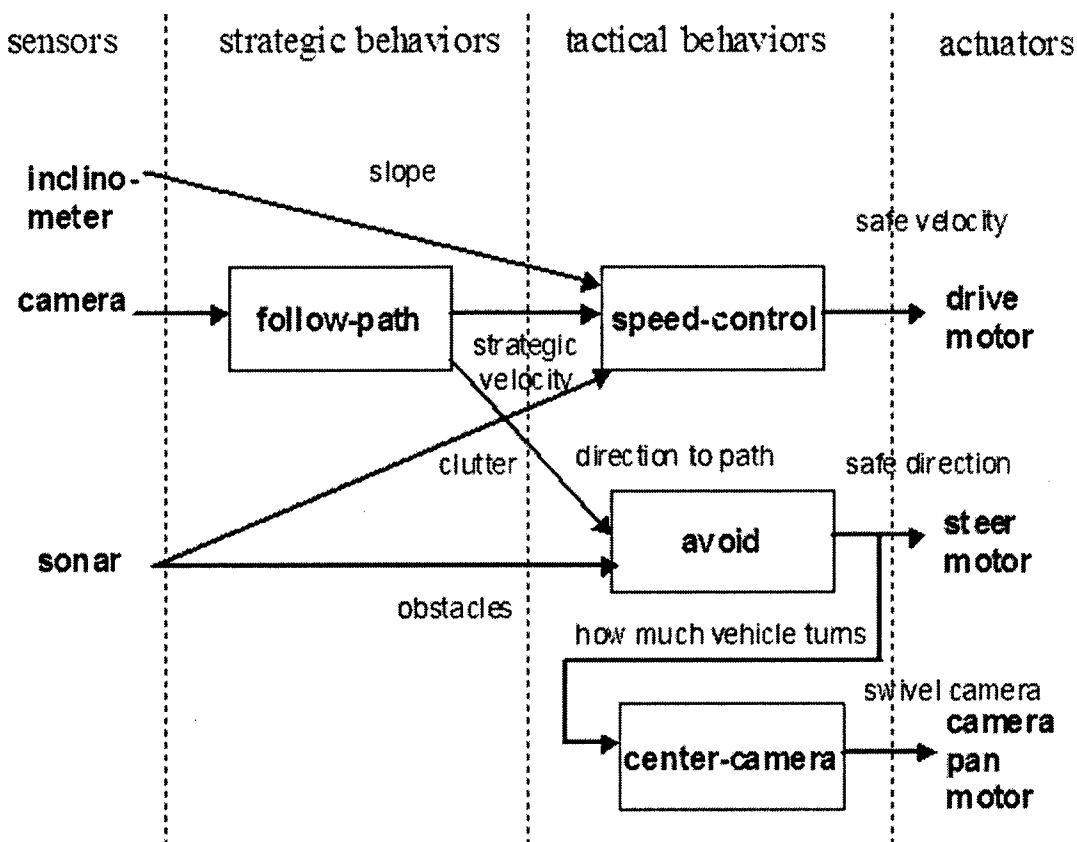 sensors
strategic behaviors
tactical behaviors
actuators
inclino-
meter
slope
safe velocity
camera
follow-path
speed-control
drive
motor
strategic
velocity
clutter
direction to path
safe direction
sonar
avoid
steer
motor
obstacles
how much vehicle turns
swivel camera
center-camera
camera
pan
motor